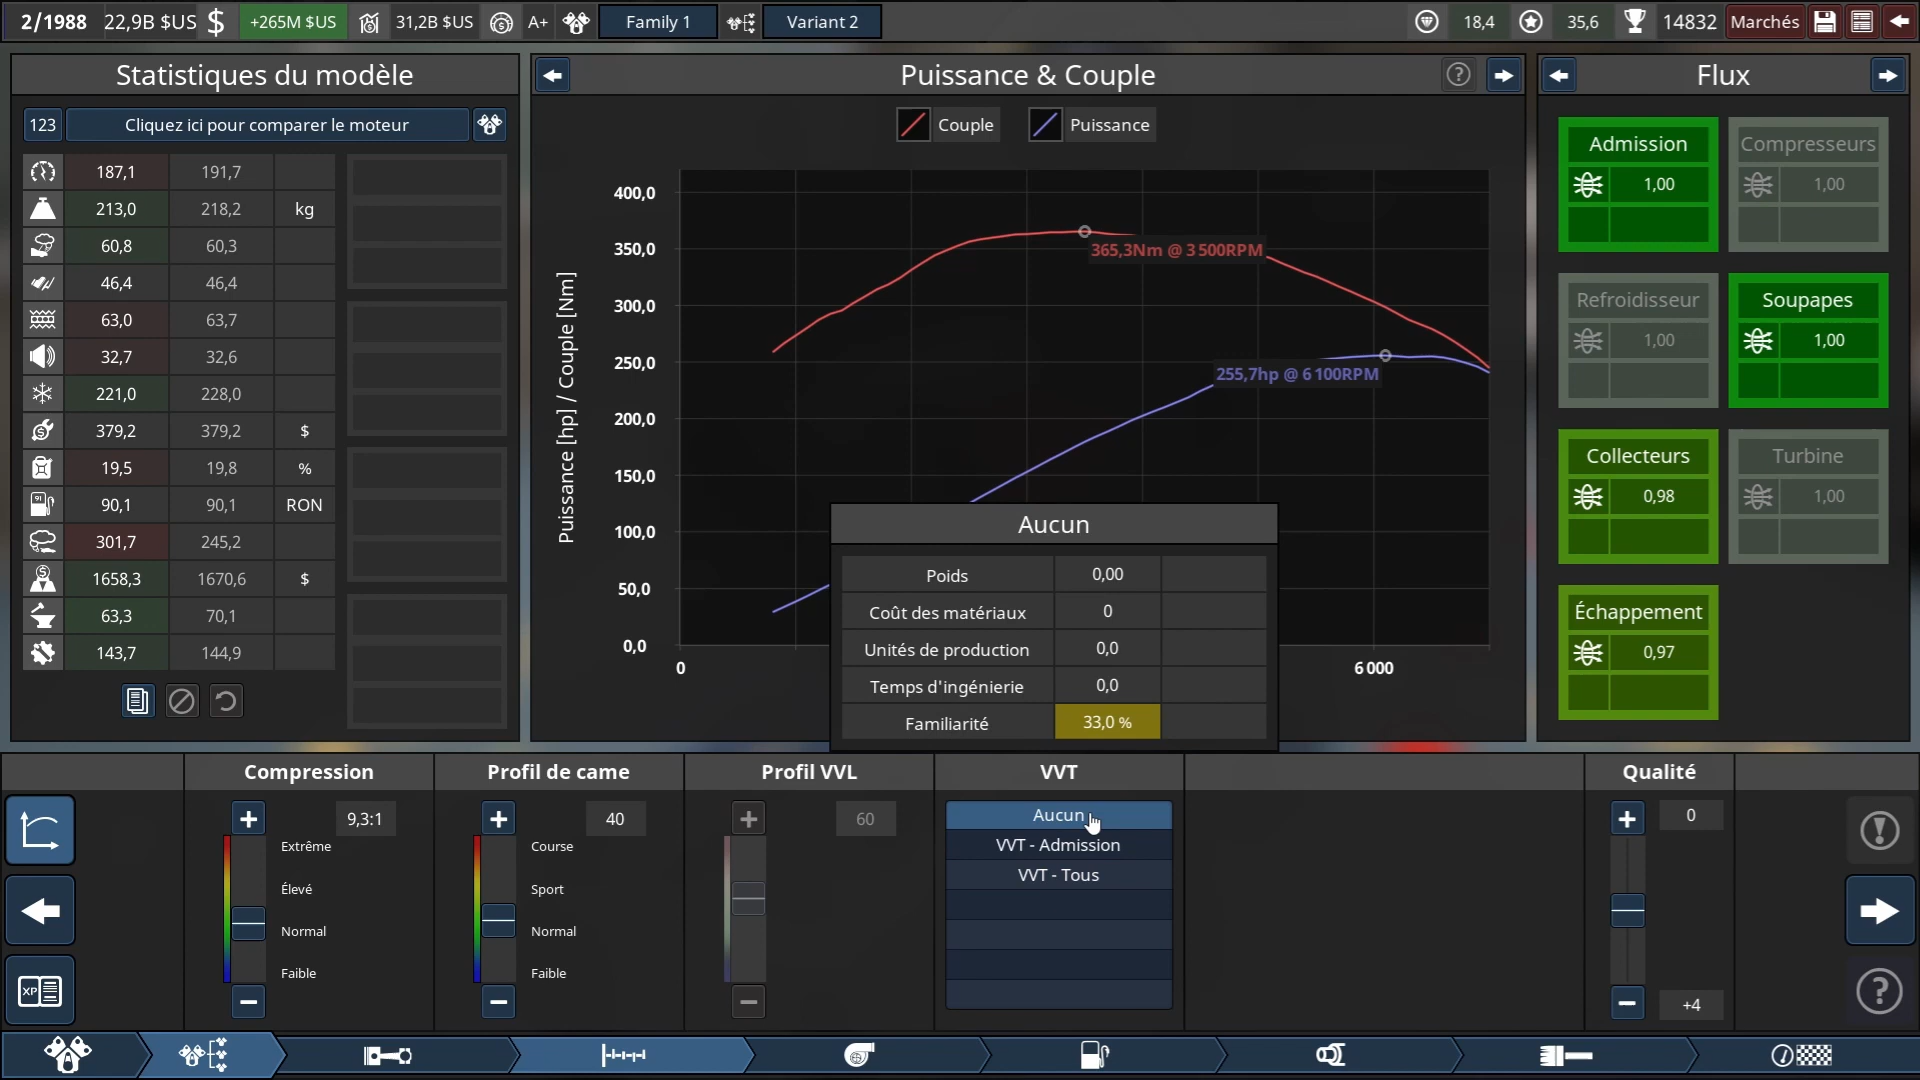 2/1988 22,9B $US $ +265M $US 31,2B $US A+ Family 1 Variant 2 18,4 35,6 14832 Marchés
Statistiques du modèle
123 Cliquez ici pour comparer le moteur
187,1 191,7
213,0 218,2 kg
60,8 60,3
46,4 46,4
63,0 63,7
32,7 32,6
221,0 228,0
379,2 379,2 $
19,5 19,8 %
91 90,1 90,1 RON
301,7 245,2
1658,3 1670,6 $
63,3 70,1
143,7 144,9
Puissance & Couple ?
Couple Puissance
Puissance [hp] / Couple [Nm]
400,0
350,0
300,0
250,0
200,0
150,0
100,0
50,0
0,0
0 6 000
365,3Nm @ 3 500RPM
255,7hp @ 6 100RPM
Aucun
Poids 0,00
Coût des matériaux 0
Unités de production 0,0
Temps d'ingénierie 0,0
Familiarité 33,0 %
Flux
Admission
1,00
Compresseurs
1,00
Refroidisseur
1,00
Soupapes
1,00
Collecteurs
0,98
Turbine
1,00
Échappement
0,97
Compression
9,3:1
Extrême
Élevé
Normal
Faible
Profil de came
40
Course
Sport
Normal
Faible
Profil VVL
60
VVT
Aucun
VVT - Admission
VVT - Tous
Qualité
0
+4
XP
?